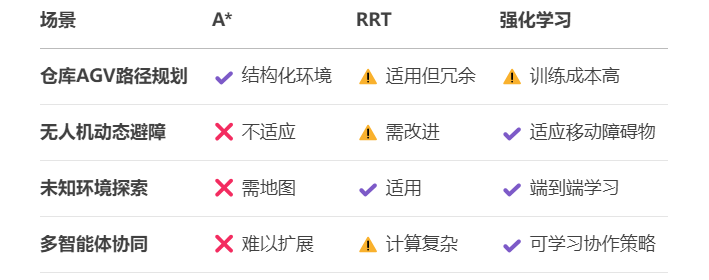 场景 A* RRT 强化学习
仓库AGV路径规划 ✔ 结构化环境 ⚠ 适用但冗余 ⚠ 训练成本高
无人机动态避障 ❌ 不适应 ⚠ 需改进 ✔ 适应移动障碍物
未知环境探索 ❌ 需地图 ✔ 适用 ✔ 端到端学习
多智能体协同 ❌ 难以扩展 ⚠ 计算复杂 ✔ 可学习协作策略